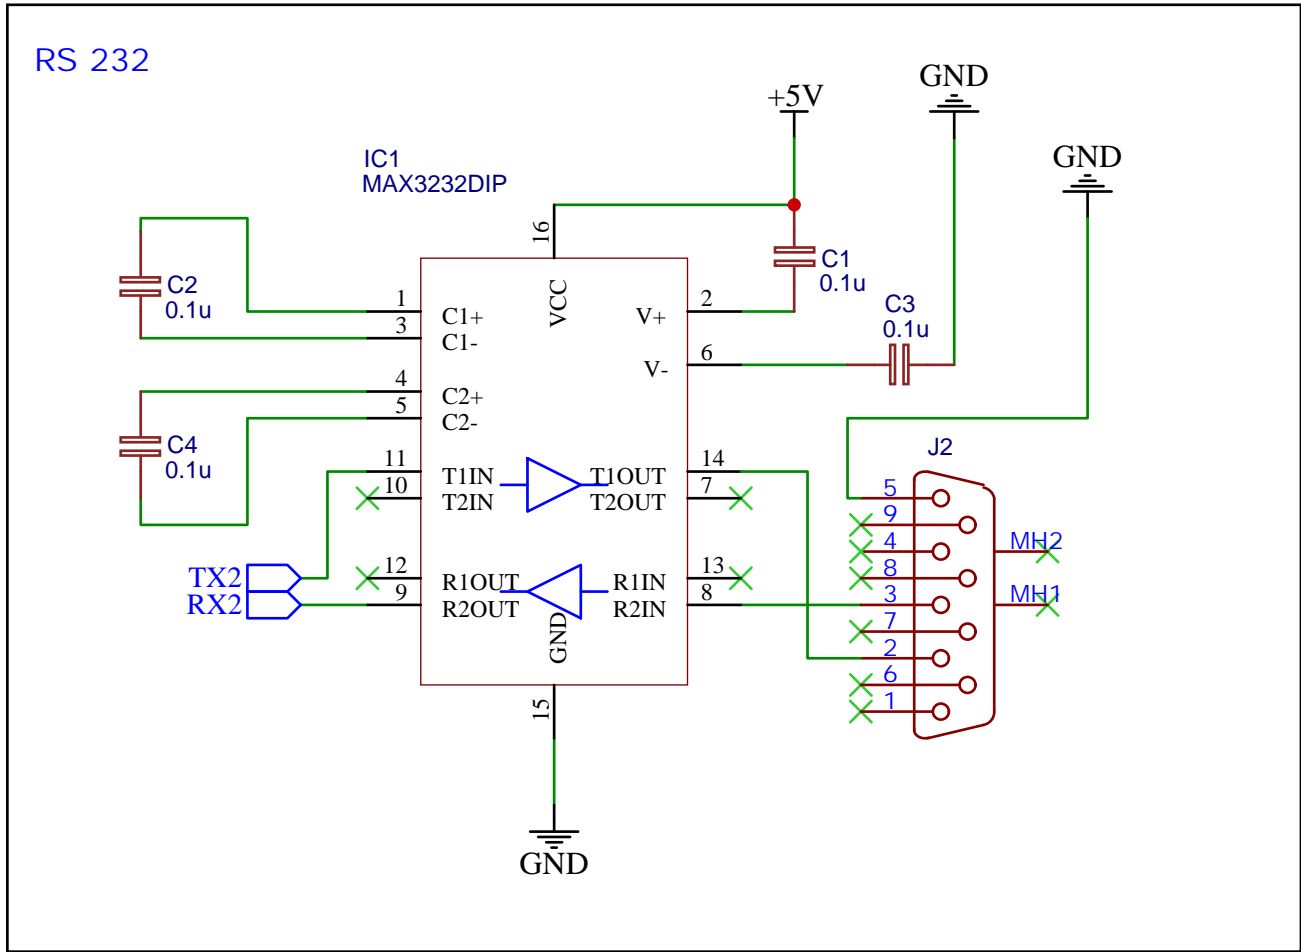 RS 232
GND
+5V
GND
IC1
MAX3232DIP
16
VCC
C1
0.1u
C2
0.1u
C3
0.1u
1
C1+
V+
2
3
C1-
V-
6
4
C2+
5
C2-
C4
0.1u
J2
11
T1IN
T1OUT
14
10
T2IN
T2OUT
7
5
9
4
MH2
8
3
MH1
7
2
6
1
TX2
RX2
12
R1OUT
R1IN
13
9
R2OUT
R2IN
8
GND
15
GND